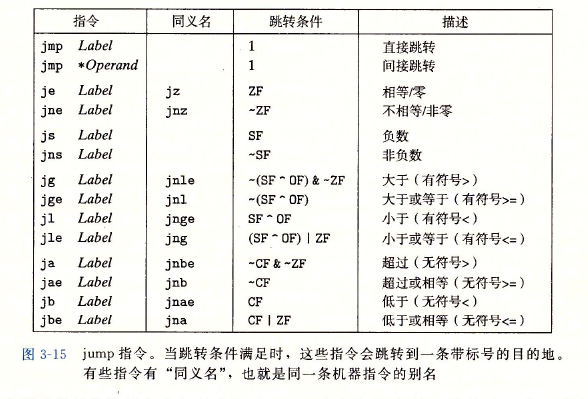 指令 同义名 跳转条件 描述
jmp Label 1 直接跳转
jmp *Operand 1 间接跳转
je Label jz ZF 相等/零
jne Label jnz ~ZF 不相等/非零
js Label SF 负数
jns Label ~SF 非负数
jg Label jnle ~(SF ^ OF) & ~ZF 大于（有符号>）
jge Label jnl ~(SF ^ OF) 大于或等于（有符号>=）
jl Label jnge SF ^ OF 小于（有符号<）
jle Label jng (SF ^ OF) | ZF 小于或等于（有符号<=）
ja Label jnbe ~CF & ~ZF 超过（无符号>）
jae Label jnb ~CF 超过或相等（无符号>=）
jb Label jnae CF 低于（无符号<）
jbe Label jna CF | ZF 低于或相等（无符号<=）
图 3-15 jump 指令。当跳转条件满足时，这些指令会跳转到一条带标号的目的地。
有些指令有“同义名”，也就是同一条机器指令的别名